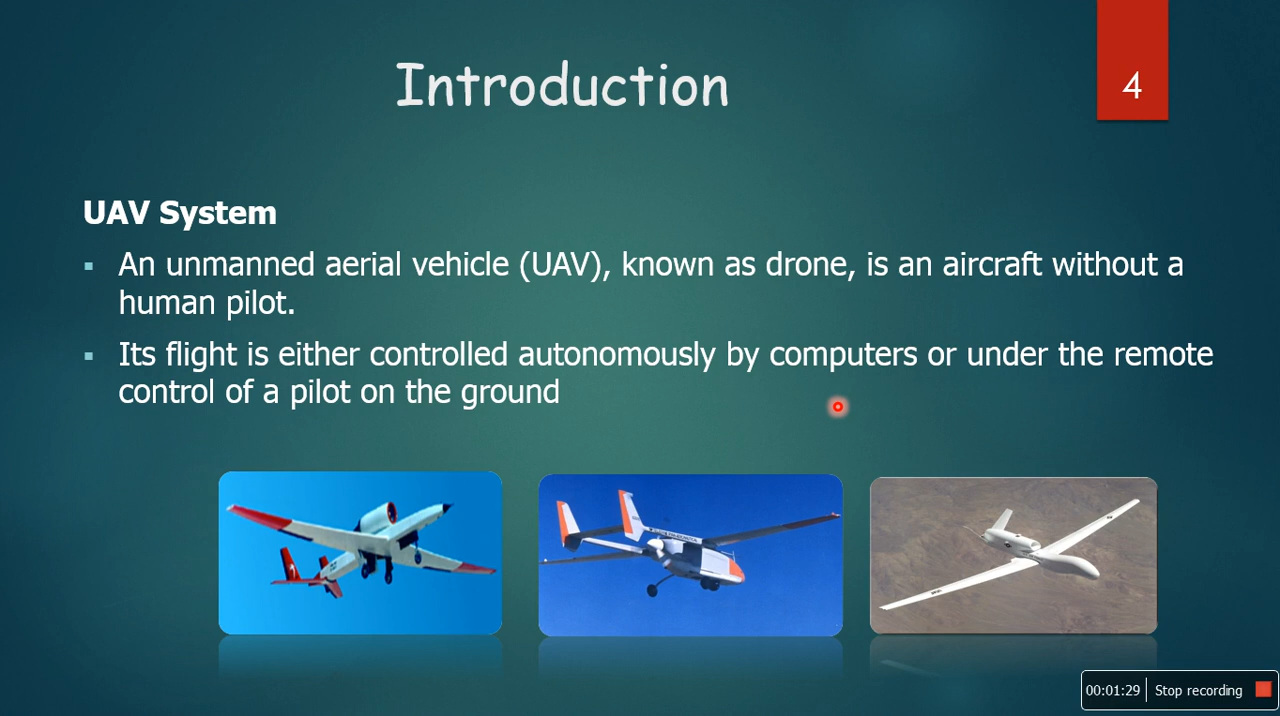 Introduction
4
UAV System
▪ An unmanned aerial vehicle (UAV), known as drone, is an aircraft without a
human pilot.
▪ Its flight is either controlled autonomously by computers or under the remote
control of a pilot on the ground
00:01:29 Stop recording